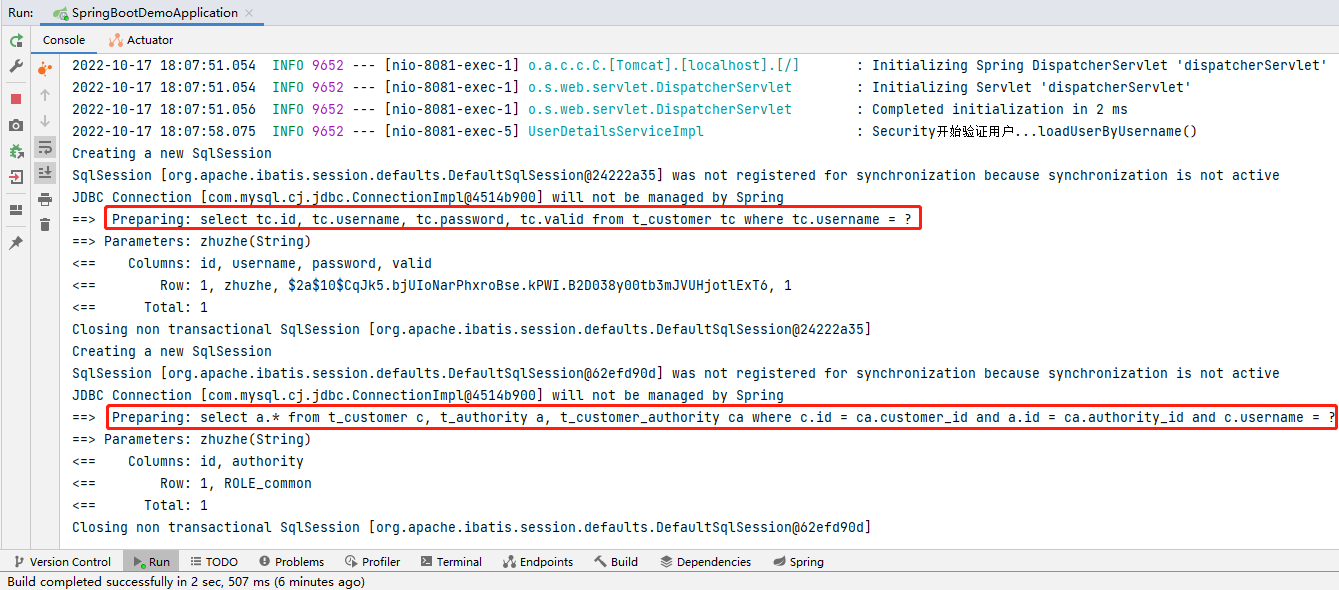 Run: SpringBootDemoApplication
Console Actuator
2022-10-17 18:07:51.054 INFO 9652 --- [nio-8081-exec-1] o.a.c.c.C.[Tomcat].[localhost].[/] : Initializing Spring DispatcherServlet 'dispatcherServlet'
2022-10-17 18:07:51.054 INFO 9652 --- [nio-8081-exec-1] o.s.web.servlet.DispatcherServlet : Initializing Servlet 'dispatcherServlet'
2022-10-17 18:07:51.056 INFO 9652 --- [nio-8081-exec-1] o.s.web.servlet.DispatcherServlet : Completed initialization in 2 ms
2022-10-17 18:07:58.075 INFO 9652 --- [nio-8081-exec-5] UserDetailsServiceImpl : Security开始验证用户...loadUserByUsername()
Creating a new SqlSession
SqlSession [org.apache.ibatis.session.defaults.DefaultSqlSession@24222a35] was not registered for synchronization because synchronization is not active
JDBC Connection [com.mysql.cj.jdbc.ConnectionImpl@4514b900] will not be managed by Spring
==> Preparing: select tc.id, tc.username, tc.password, tc.valid from t_customer tc where tc.username = ?
==> Parameters: zhuzhe(String)
<== Columns: id, username, password, valid
<== Row: 1, zhuzhe, $2a$10$CqJk5.bjUIoNarPhxroBse.kPWI.B2D038y00tb3mJVUHjotlExT6, 1
<== Total: 1
Closing non transactional SqlSession [org.apache.ibatis.session.defaults.DefaultSqlSession@24222a35]
Creating a new SqlSession
SqlSession [org.apache.ibatis.session.defaults.DefaultSqlSession@62efd90d] was not registered for synchronization because synchronization is not active
JDBC Connection [com.mysql.cj.jdbc.ConnectionImpl@4514b900] will not be managed by Spring
==> Preparing: select a.* from t_customer c, t_authority a, t_customer_authority ca where c.id = ca.customer_id and a.id = ca.authority_id and c.username = ?
==> Parameters: zhuzhe(String)
<== Columns: id, authority
<== Row: 1, ROLE_common
<== Total: 1
Closing non transactional SqlSession [org.apache.ibatis.session.defaults.DefaultSqlSession@62efd90d]
Version Control Run TODO Problems Profiler Terminal Endpoints Build Dependencies Spring
Build completed successfully in 2 sec, 507 ms (6 minutes ago)